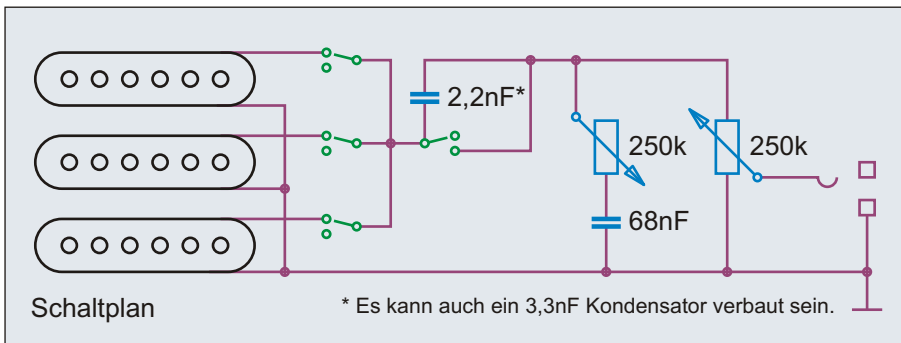 2,2nF*
250k
250k
68nF
Schaltplan
* Es kann auch ein 3,3nF Kondensator verbaut sein.